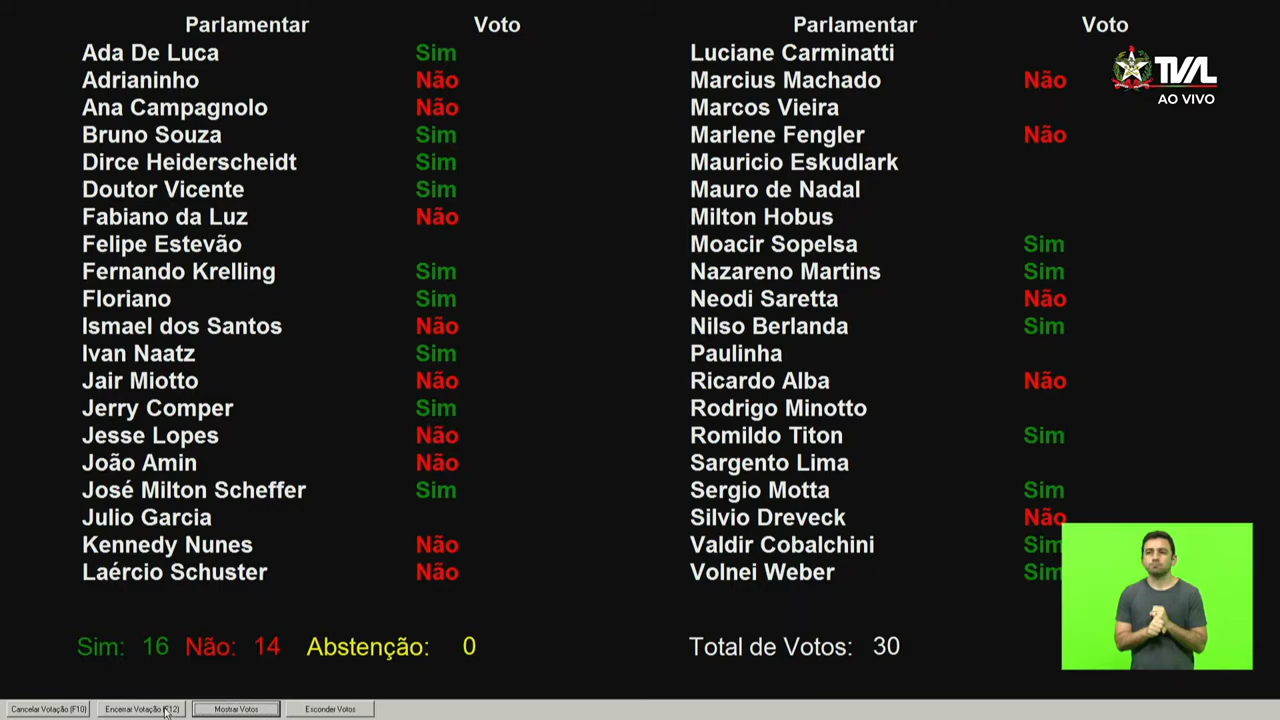 Parlamentar Voto Parlamentar Voto
Ada De Luca Sim Luciane Carminatti
Adrianinho Não Marcius Machado Não
Ana Campagnolo Não Marcos Vieira
Bruno Souza Sim Marlene Fengler Não
Dirce Heiderscheidt Sim Mauricio Eskudlark
Doutor Vicente Sim Mauro de Nadal
Fabiano da Luz Não Milton Hobus
Felipe Estevão Moacir Sopelsa Sim
Fernando Krelling Sim Nazareno Martins Sim
Floriano Sim Neodi Saretta Não
Ismael dos Santos Não Nilso Berlanda Sim
Ivan Naatz Sim Paulinha
Jair Miotto Não Ricardo Alba Não
Jerry Comper Sim Rodrigo Minotto
Jesse Lopes Não Romildo Titon Sim
João Amin Não Sargento Lima
José Milton Scheffer Sim Sergio Motta Sim
Julio Garcia Silvio Dreveck Não
Kennedy Nunes Não Valdir Cobalchini Sim
Laércio Schuster Não Volnei Weber Sim
Sim: 16 Não: 14 Abstenção: 0 Total de Votos: 30
TVAL
AO VIVO
Cancelar Votação (F10) Encerrar Votação (F12) Mostrar Votos Esconder Votos